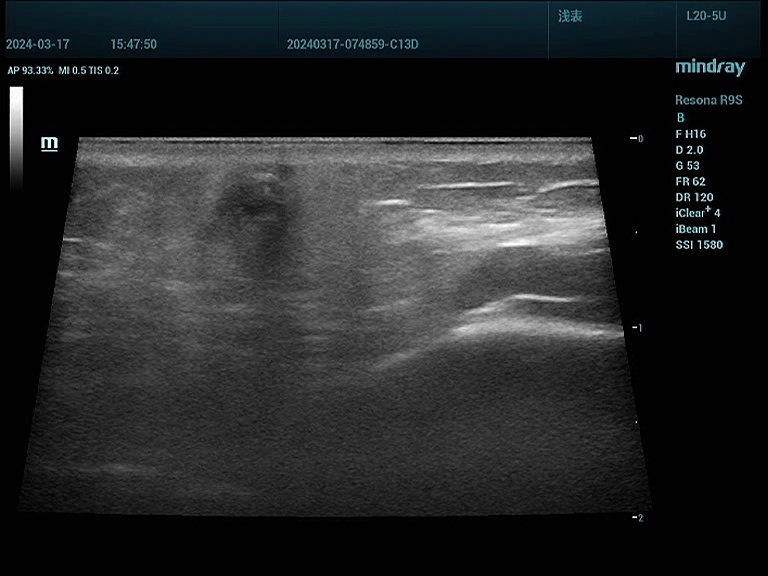 浅表 L20-5U
2024-03-17 15:47:50 20240317-074859-C13D
AP 93.33% MI 0.5 TIS 0.2
mindray
m
Resona R9S
B
F H16
D 2.0
G 53
FR 62
DR 120
iClear+ 4
iBeam 1
SSI 1580
0
1
2